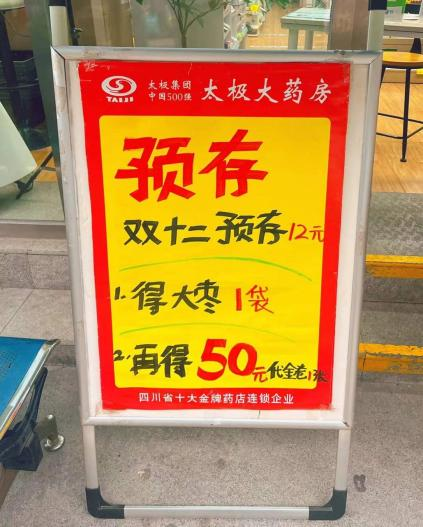 太极集团
中国500强
太极大药房
TAIJI
预存
双十二预存12元
1.得大枣1袋
2.再得50元代金卷1张
四川省十大金牌药店连锁企业